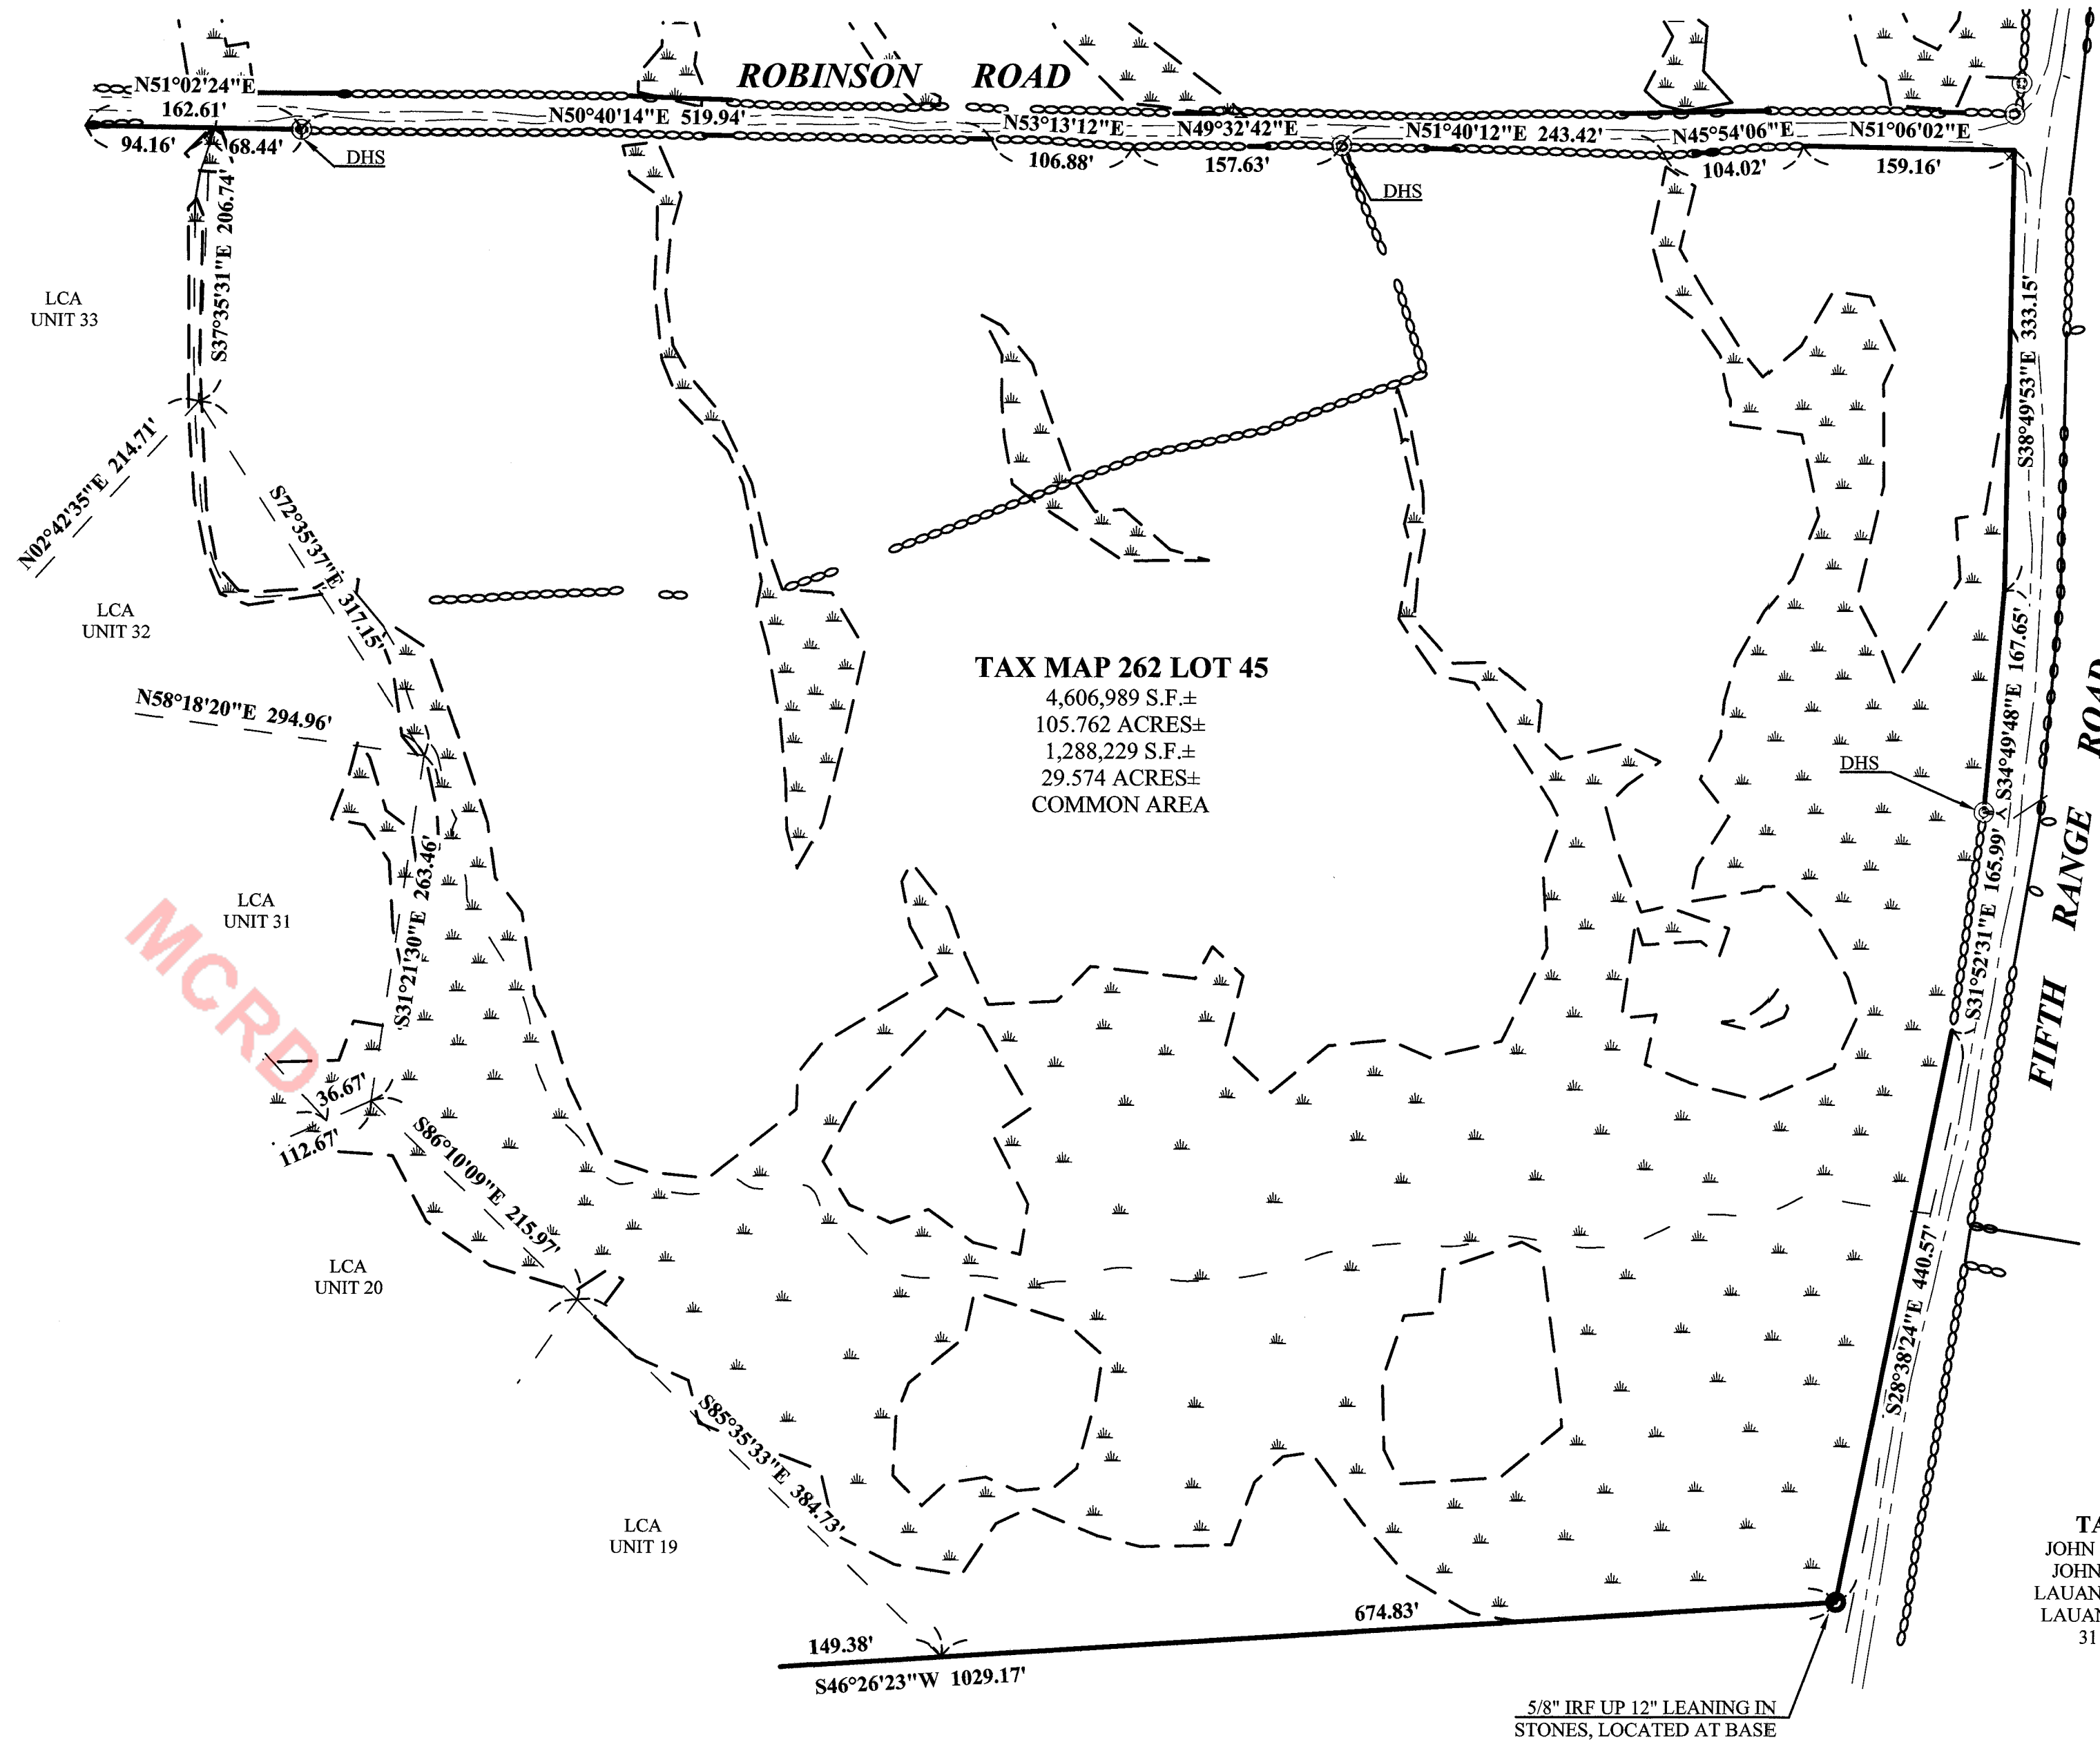 ROBINSON ROAD
N51°02'24"E
162.61'
94.16'
68.44'
DHS
N50°40'14"E 519.94'
N53°13'12"E
106.88'
N49°32'42"E
157.63'
DHS
N51°40'12"E 243.42'
N45°54'06"E
104.02'
N51°06'02"E
159.16'
S37°35'31"E 206.74'
S38°49'53"E 333.15'
LCA
UNIT 33
N02°42'35"E 214.71'
S72°35'37"E 317.15'
LCA
UNIT 32
N58°18'20"E 294.96'
TAX MAP 262 LOT 45
4,606,989 S.F.±
105.762 ACRES±
1,288,229 S.F.±
29.574 ACRES±
COMMON AREA
S34°49'48"E 167.65'
DHS
FIFTH RANGE ROAD
S31°52'31"E 165.99'
S31°21'30"E 263.46'
LCA
UNIT 31
MCRD
36.67'
112.67'
S86°10'09"E 215.97'
LCA
UNIT 20
S28°38'24"E 440.57'
S85°35'33"E 384.73'
LCA
UNIT 19
TA
JOHN
JOHN
LAUAN
LAUAN
31
674.83'
149.38'
S46°26'23"W 1029.17'
5/8" IRF UP 12" LEANING IN
STONES, LOCATED AT BASE